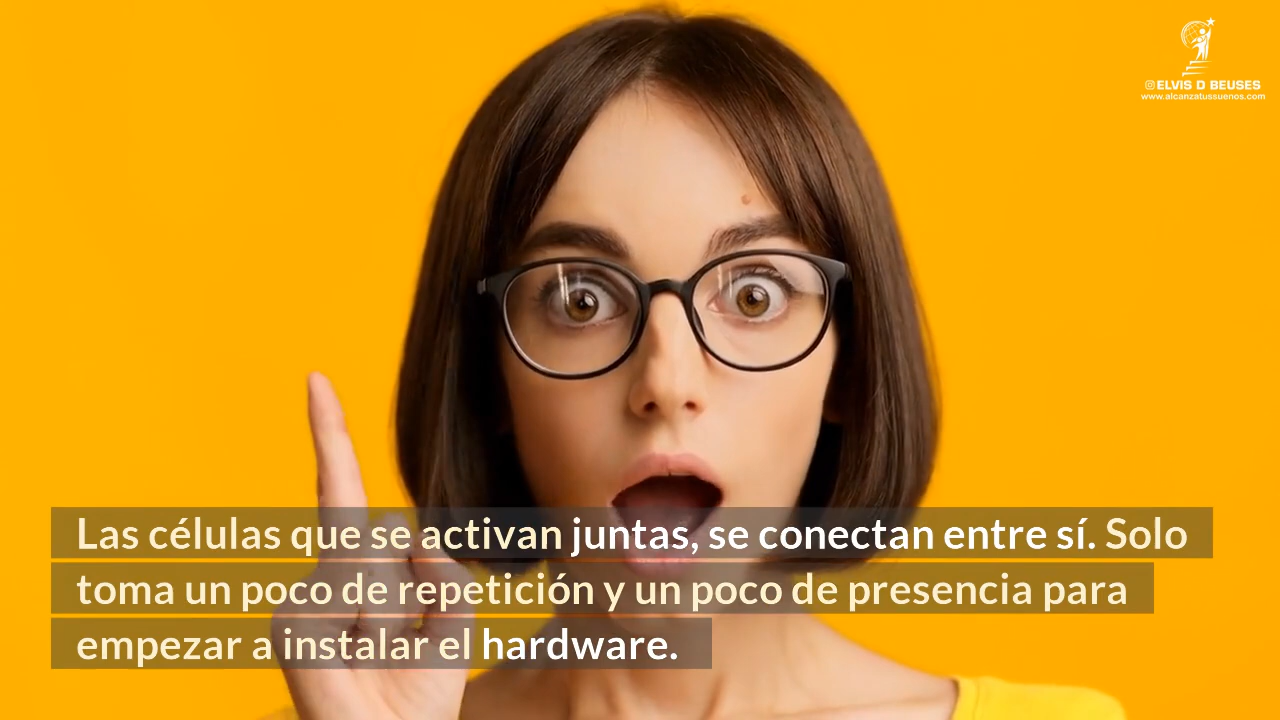 ELVIS D BEUSES
www.alcanzatussuenos.com
Las células que se activan juntas, se conectan entre sí. Solo
toma un poco de repetición y un poco de presencia para
empezar a instalar el hardware.